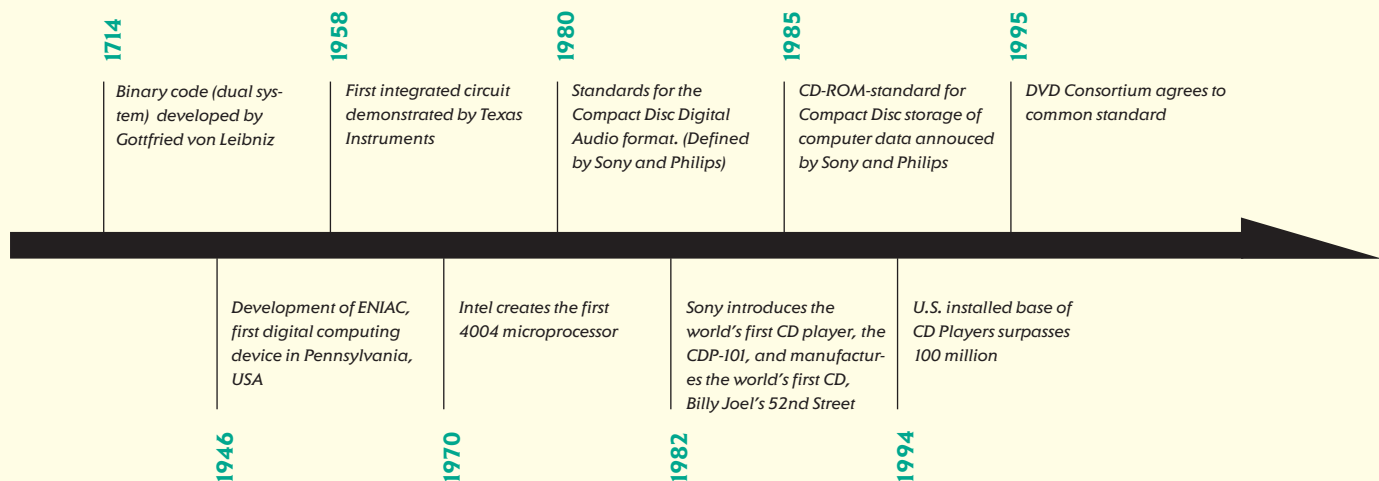 1714
Binary code (dual sys-
tem) developed by
Gottfried von Leibniz
1958
First integrated circuit
demonstrated by Texas
Instruments
1980
Standards for the
Compact Disc Digital
Audio format. (Defined
by Sony and Philips)
1985
CD-ROM-standard for
Compact Disc storage of
computer data annouced
by Sony and Philips
1995
DVD Consortium agrees to
common standard
Development of ENIAC,
first digital computing
device in Pennsylvania,
USA
1946
Intel creates the first
4004 microprocessor
1970
Sony introduces the
world's first CD player, the
CDP-101, and manufactur-
es the world's first CD,
Billy Joel's 52nd Street
1982
U.S. installed base of
CD Players surpasses
100 million
1994